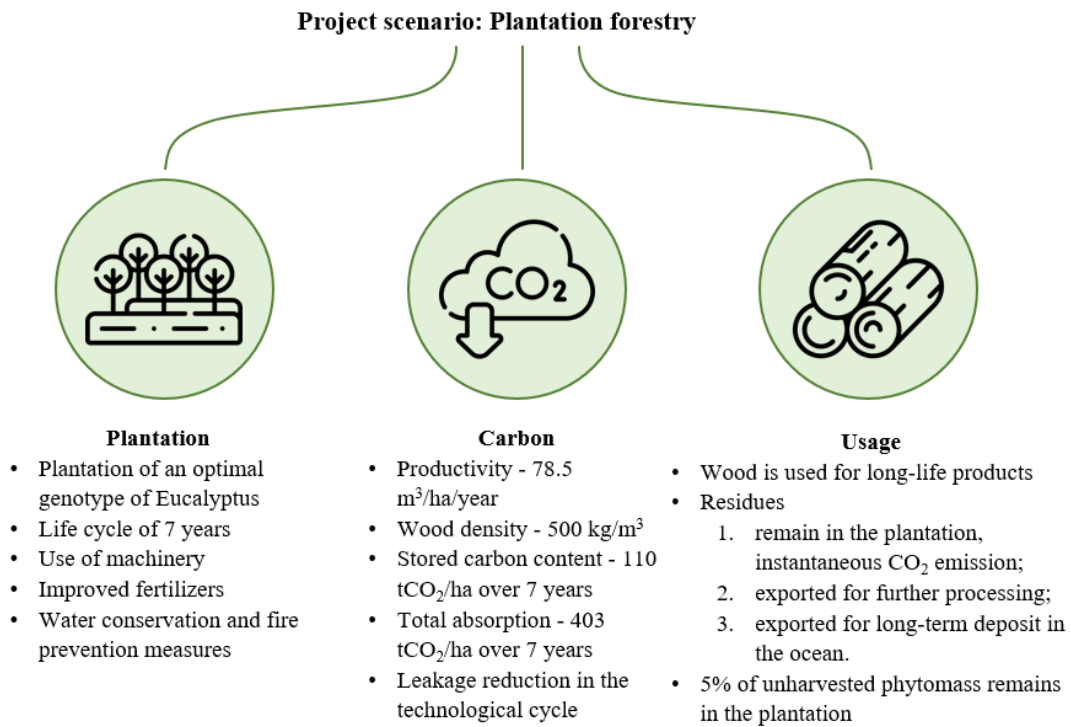 Project scenario: Plantation forestry
CO₂
Plantation
• Plantation of an optimal
genotype of Eucalyptus
• Life cycle of 7 years
• Use of machinery
• Improved fertilizers
• Water conservation and fire
prevention measures
Carbon
• Productivity - 78.5
m³/ha/year
• Wood density - 500 kg/m³
• Stored carbon content - 110
tCO₂/ha over 7 years
• Total absorption - 403
tCO₂/ha over 7 years
• Leakage reduction in the
technological cycle
Usage
• Wood is used for long-life products
• Residues
1. remain in the plantation,
instantaneous CO₂ emission;
2. exported for further processing;
3. exported for long-term deposit in
the ocean.
• 5% of unharvested phytomass remains
in the plantation